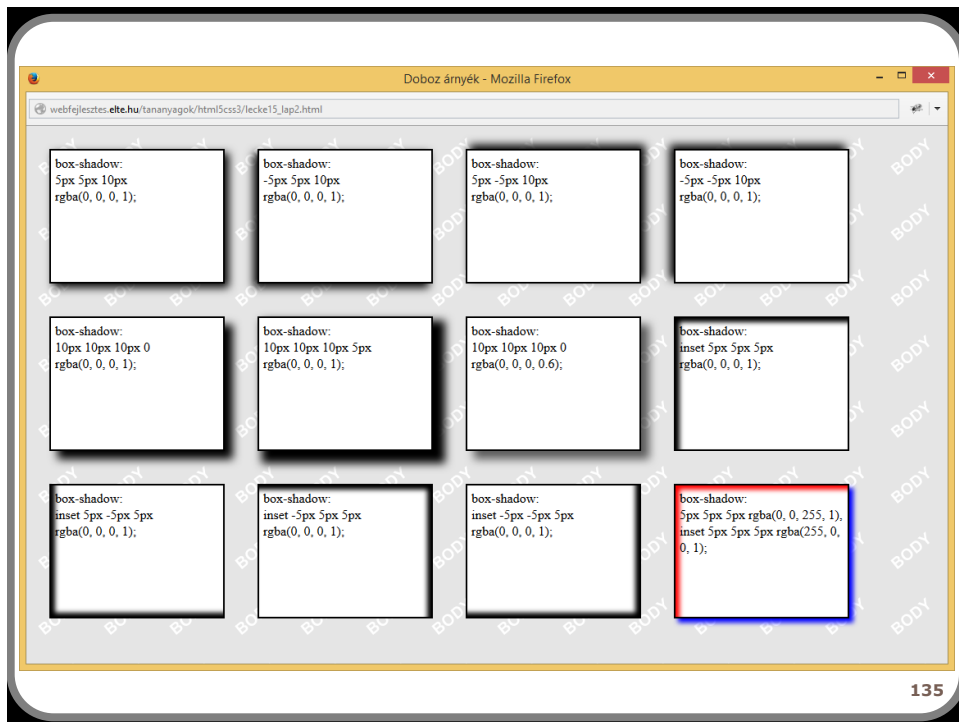 Doboz árnyék - Mozilla Firefox
webfejlesztes.elte.hu/tananyagok/html5css3/lecke15_lap2.html
box-shadow:
5px 5px 10px
rgba(0, 0, 0, 1);
box-shadow:
-5px 5px 10px
rgba(0, 0, 0, 1);
box-shadow:
5px -5px 10px
rgba(0, 0, 0, 1);
box-shadow:
-5px -5px 10px
rgba(0, 0, 0, 1);
box-shadow:
10px 10px 10px 0
rgba(0, 0, 0, 1);
box-shadow:
10px 10px 10px 5px
rgba(0, 0, 0, 1);
box-shadow:
10px 10px 10px 0
rgba(0, 0, 0, 0.6);
box-shadow:
inset 5px 5px 5px
rgba(0, 0, 0, 1);
box-shadow:
inset 5px -5px 5px
rgba(0, 0, 0, 1);
box-shadow:
inset -5px 5px 5px
rgba(0, 0, 0, 1);
box-shadow:
inset -5px -5px 5px
rgba(0, 0, 0, 1);
box-shadow:
5px 5px 5px rgba(0, 0, 255, 1),
inset 5px 5px 5px rgba(255, 0,
0, 1);
BODY
BODY
BODY
BODY
BODY
BODY
BODY
135